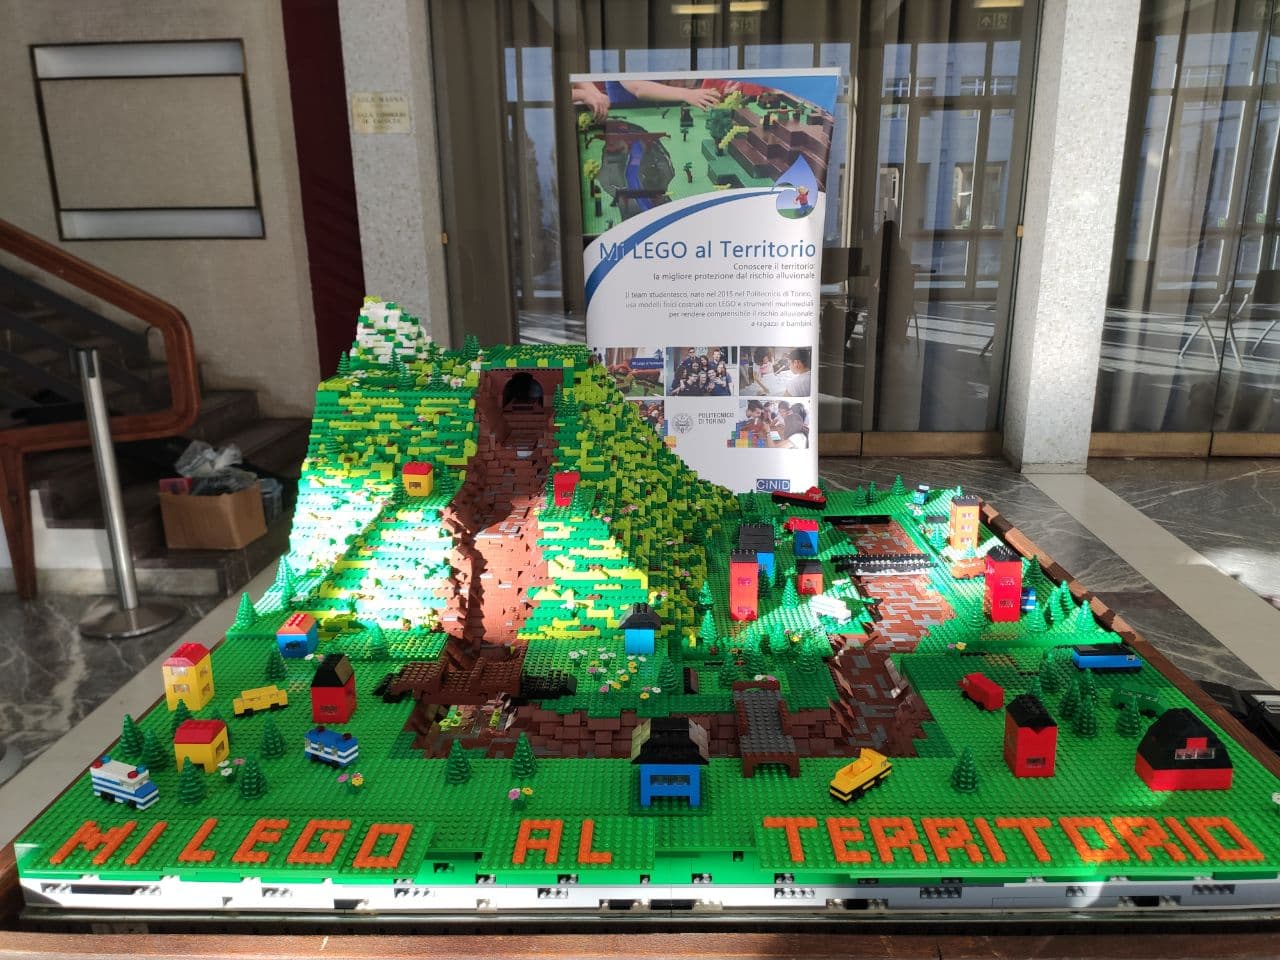 AULA MAGNA
Mi LEGO al Territorio
Conoscere il territorio:
la migliore protezione dal rischio alluvionale
Il team studentesco, nato nel 2015 nel Politecnico di Torino,
usa modelli fisici costruiti con LEGO e strumenti multimediali
per rendere comprensibile il rischio alluvionale
a ragazzi e bambini.
POLITECNICO
DI TORINO
CINID
MI LEGO AL TERRITORIO